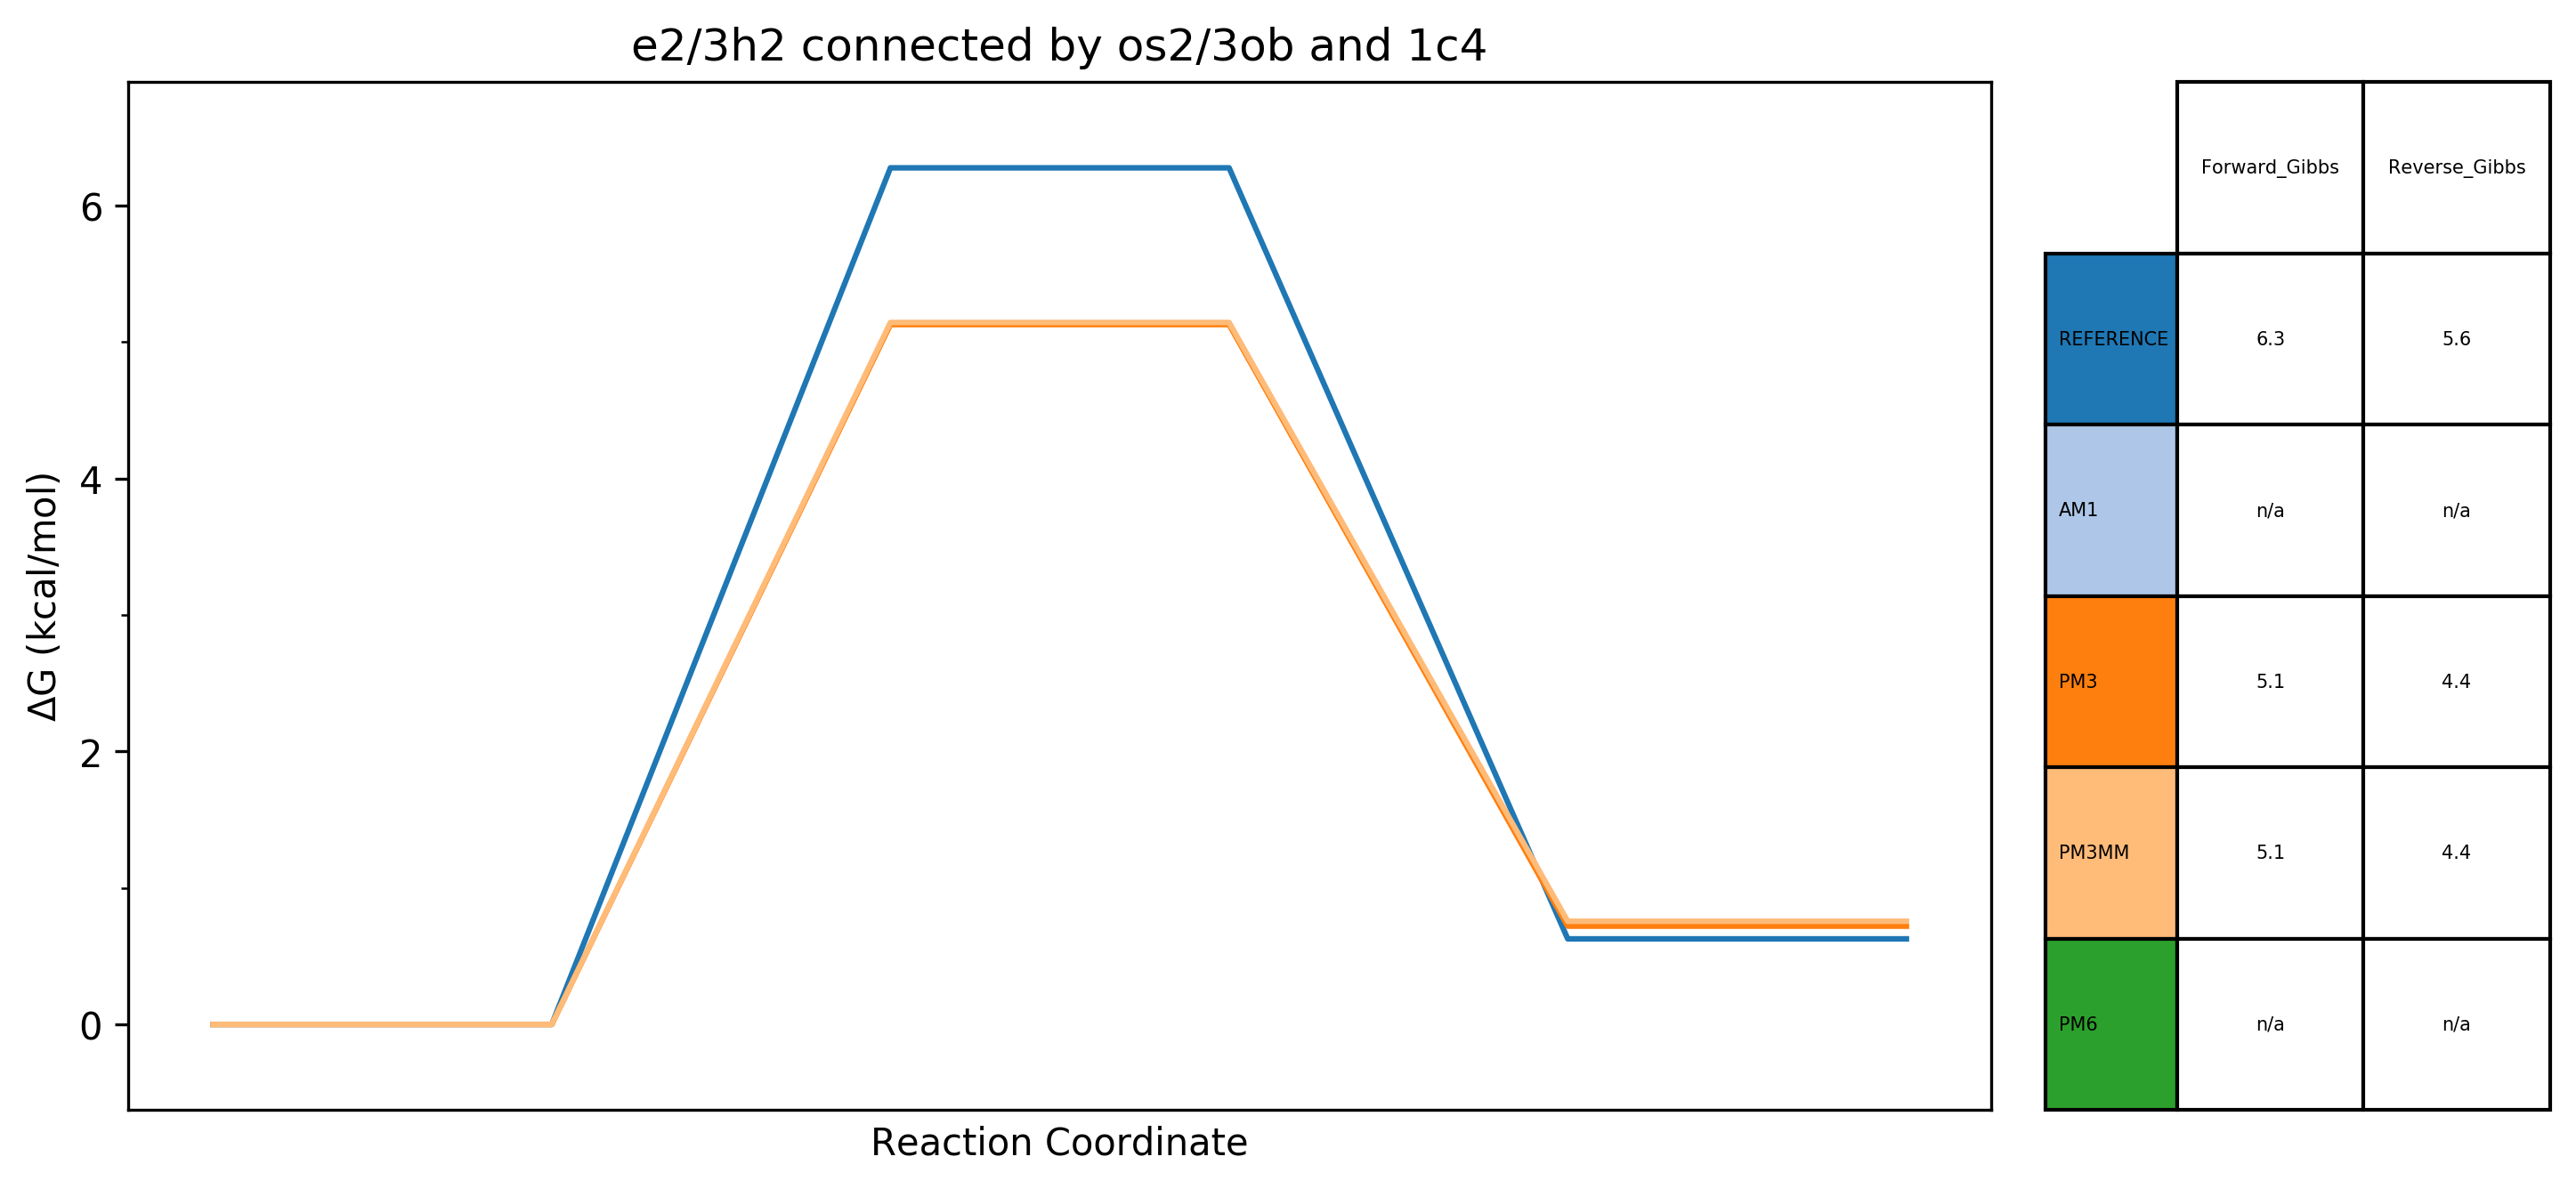 e2/3h2 connected by os2/3ob and 1c4
ΔG (kcal/mol)
6
4
2
0
Reaction Coordinate
Forward_Gibbs Reverse_Gibbs
REFERENCE 6.3 5.6
AM1 n/a n/a
PM3 5.1 4.4
PM3MM 5.1 4.4
PM6 n/a n/a